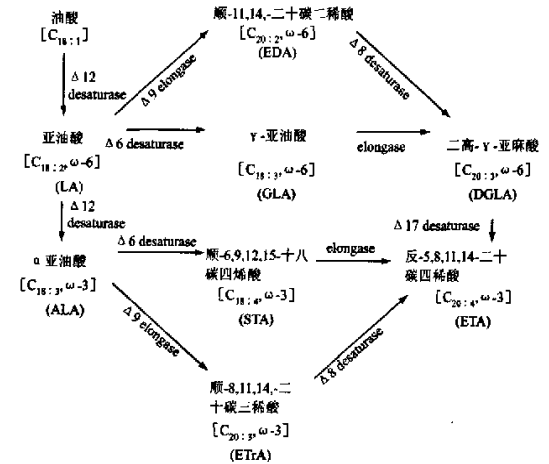 油酸
[C18:1]
顺-11,14,-二十碳二稀酸
[C20:2,ω-6]
(EDA)
Δ12
desaturase
Δ9 elongase
Δ8 desaturase
亚油酸
[C18:2,ω-6]
(LA)
Δ6 desaturase
γ-亚油酸
[C18:3,ω-6]
(GLA)
elongase
二高-γ-亚麻酸
[C20:3,ω-6]
(DGLA)
Δ12
desaturase
Δ17 desaturase
α亚油酸
[C18:3,ω-3]
(ALA)
Δ6 desaturase
顺-6,9,12,15-十八
碳四烯酸
[C18:4,ω-3]
(STA)
elongase
反-5,8,11,14-二十
碳四稀酸
[C20:4,ω-3]
(ETA)
Δ9 elongase
Δ8 desaturase
顺-8,11,14,-二
十碳三稀酸
[C20:3,ω-3]
(ETrA)